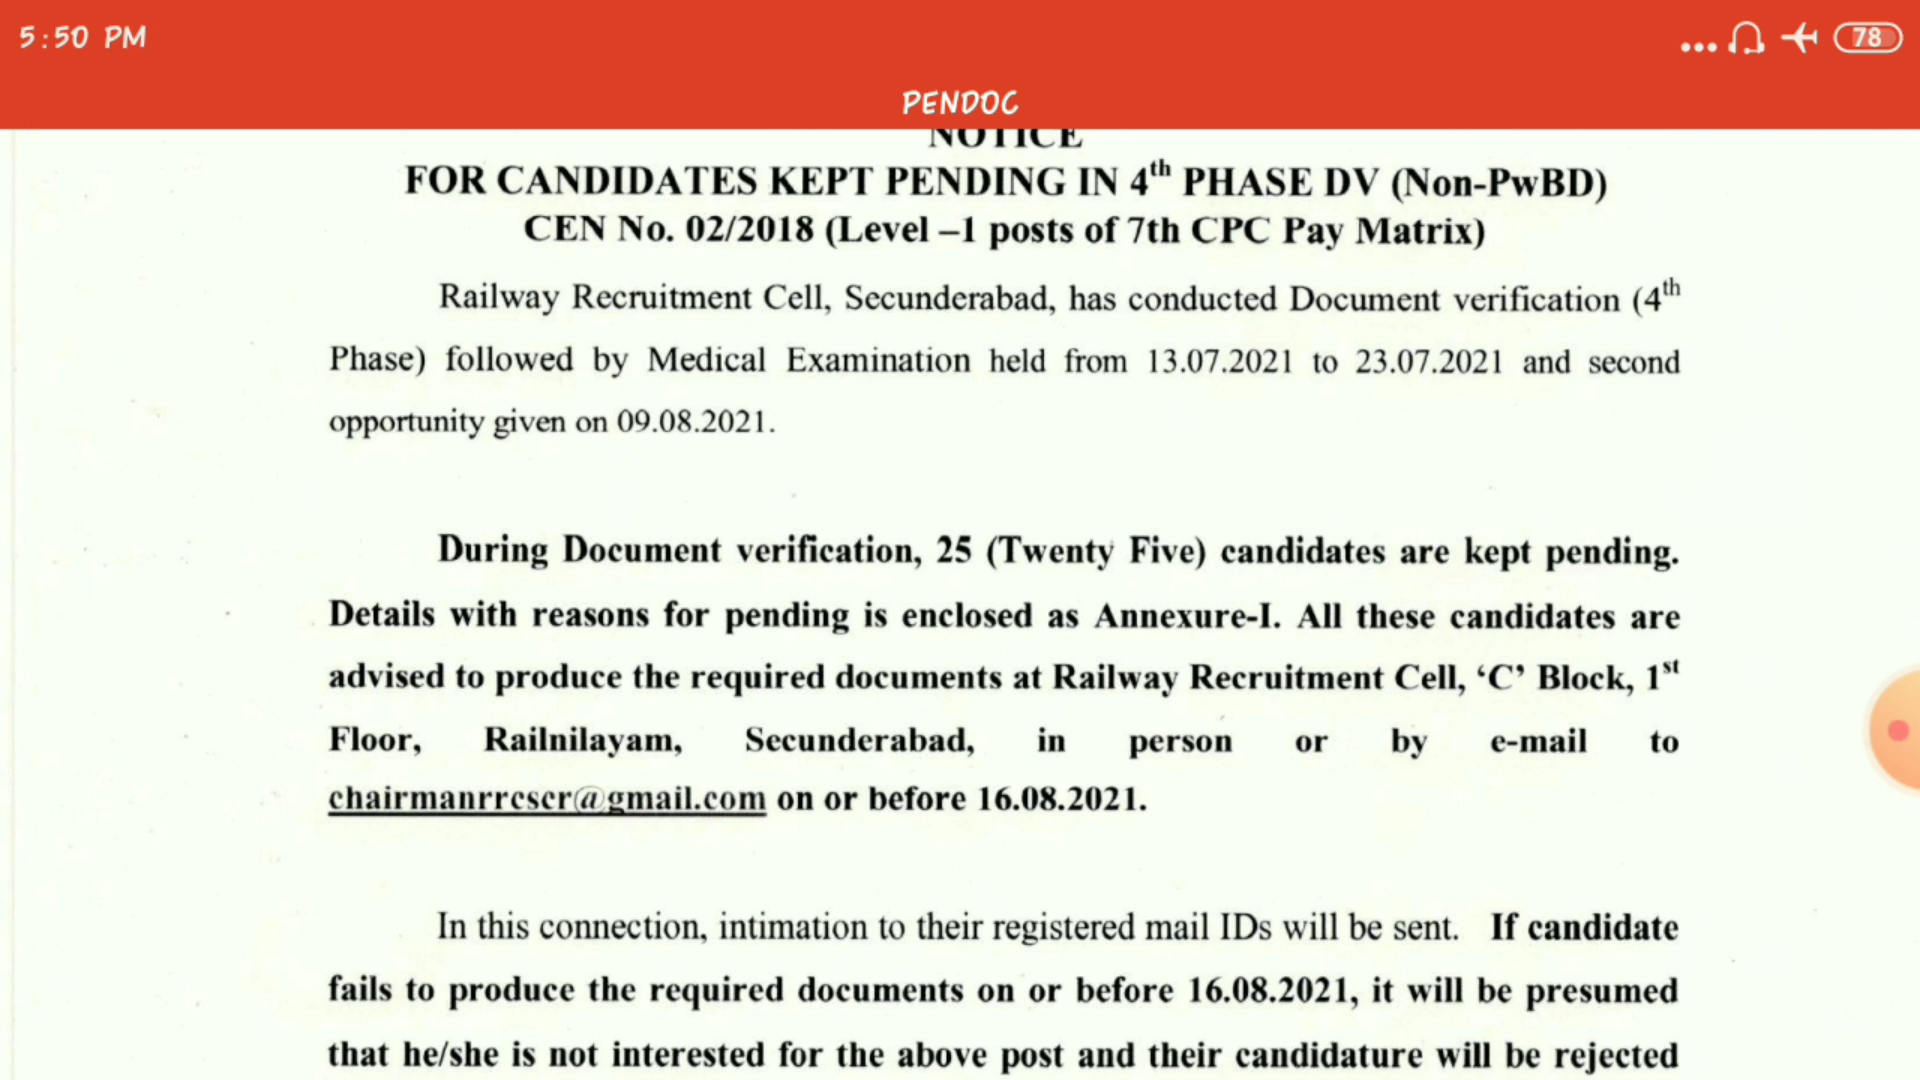 5:50 PM
78
PENDOC
NOTICE
FOR CANDIDATES KEPT PENDING IN 4th PHASE DV (Non-PwBD)
CEN No. 02/2018 (Level –1 posts of 7th CPC Pay Matrix)
Railway Recruitment Cell, Secunderabad, has conducted Document verification (4th
Phase) followed by Medical Examination held from 13.07.2021 to 23.07.2021 and second
opportunity given on 09.08.2021.
During Document verification, 25 (Twenty Five) candidates are kept pending.
Details with reasons for pending is enclosed as Annexure-I. All these candidates are
advised to produce the required documents at Railway Recruitment Cell, ‘C’ Block, 1st
Floor, Railnilayam, Secunderabad, in person or by e-mail to
chairmanrrcscr@gmail.com on or before 16.08.2021.
In this connection, intimation to their registered mail IDs will be sent. If candidate
fails to produce the required documents on or before 16.08.2021, it will be presumed
that he/she is not interested for the above post and their candidature will be rejected